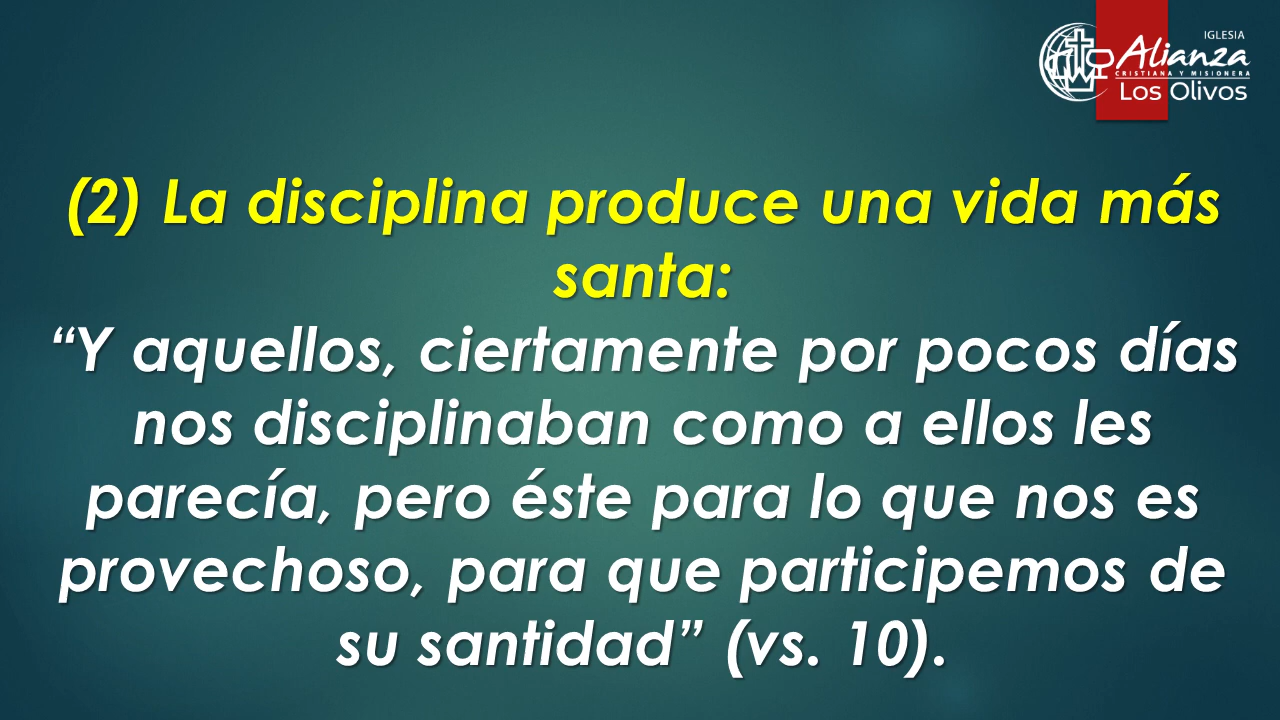 IGLESIA
Alianza
CRISTIANA Y MISIONERA
Los Olivos
(2) La disciplina produce una vida más
santa:
“Y aquellos, ciertamente por pocos días
nos disciplinaban como a ellos les
parecía, pero éste para lo que nos es
provechoso, para que participemos de
su santidad” (vs. 10).